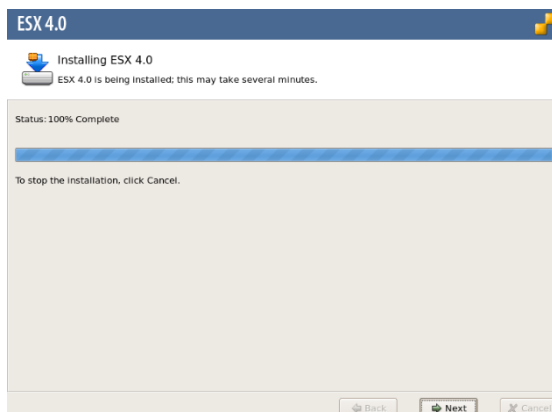 ESX 4.0
Installing ESX 4.0
ESX 4.0 is being installed; this may take several minutes.
Status: 100% Complete
To stop the installation, click Cancel.
Back Next Cancel